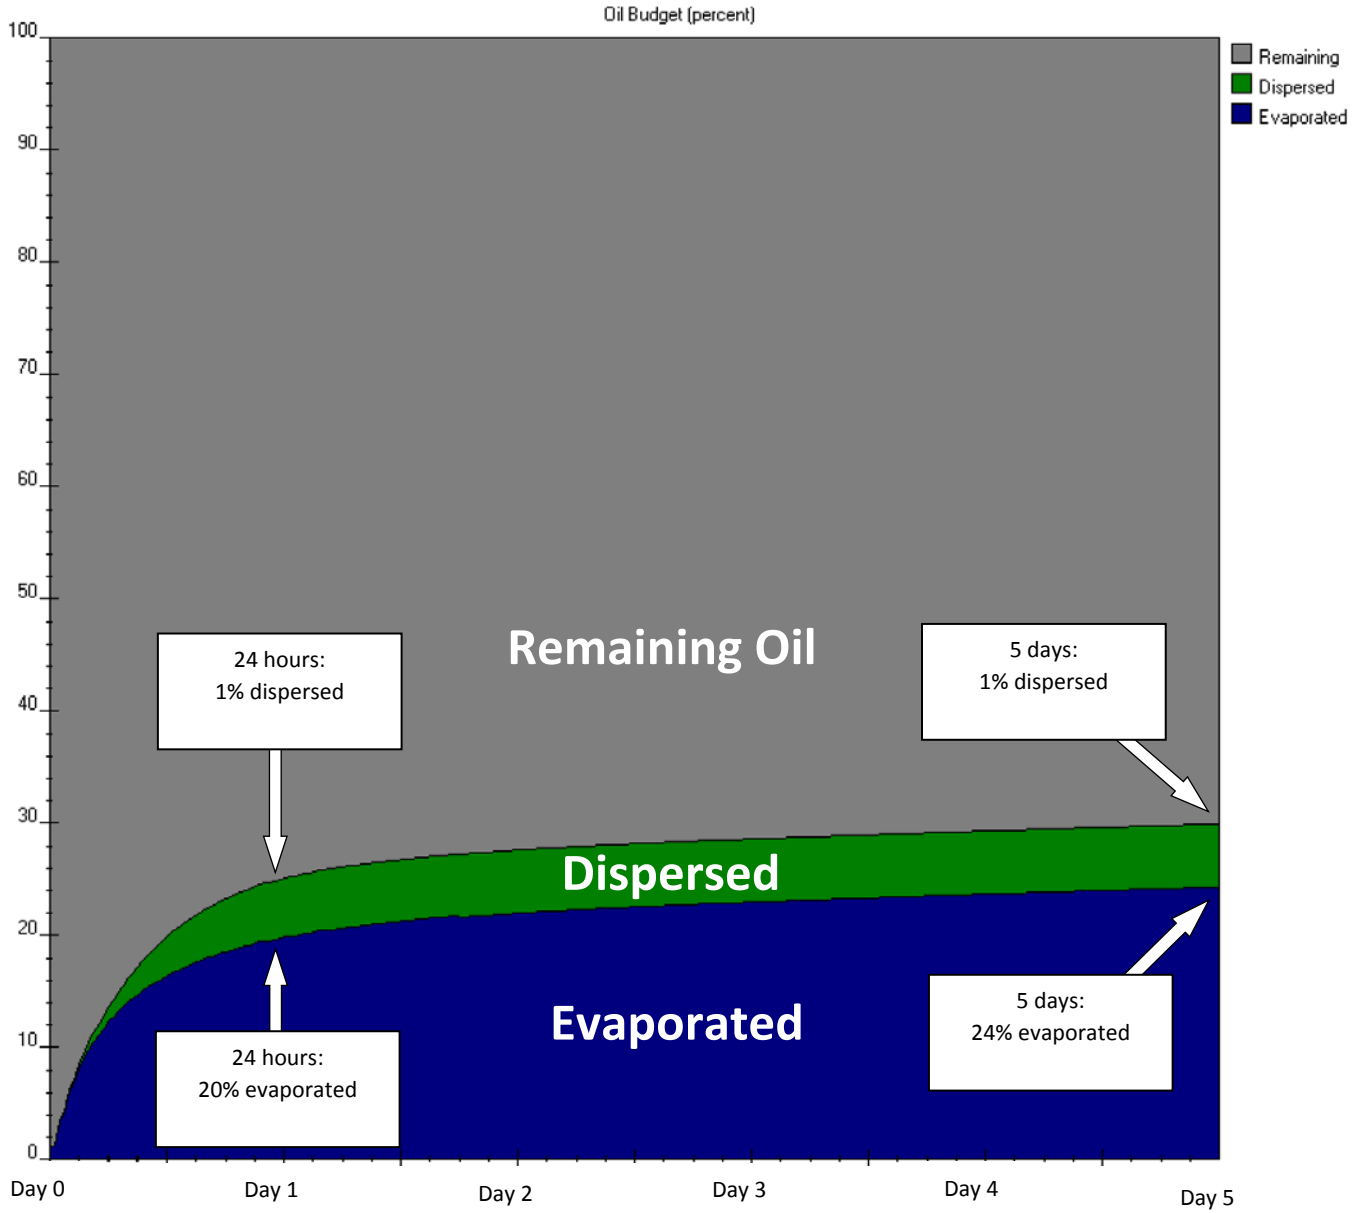 Oil Budget (percent)
Remaining
Dispersed
Evaporated
100
90
80
70
60
50
40
30
20
10
0
24 hours:
1% dispersed
Remaining Oil
5 days:
1% dispersed
Dispersed
Evaporated
24 hours:
20% evaporated
5 days:
24% evaporated
Day 0
Day 1
Day 2
Day 3
Day 4
Day 5